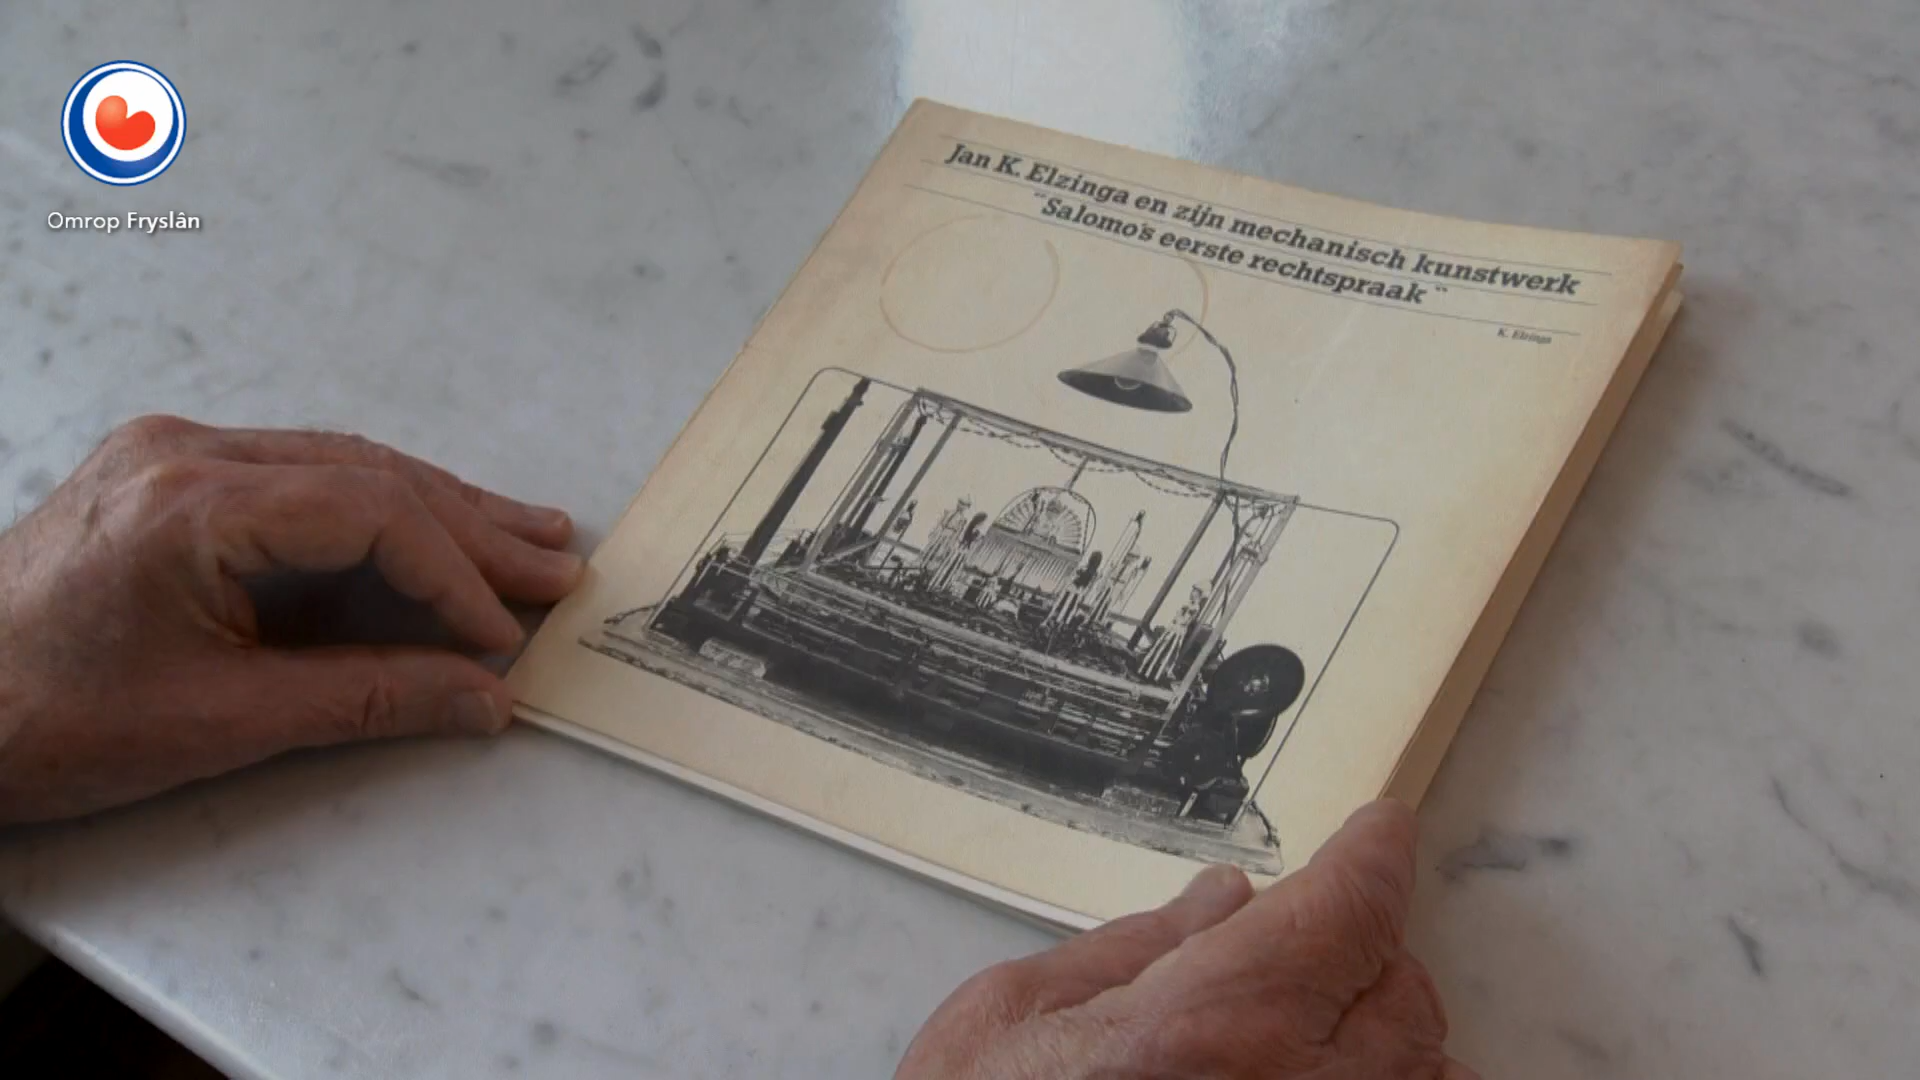 Omrop Fryslân
Jan K. Elzinga en zijn mechanisch kunstwerk
"Salomo's eerste rechtspraak"
K. Elzinga